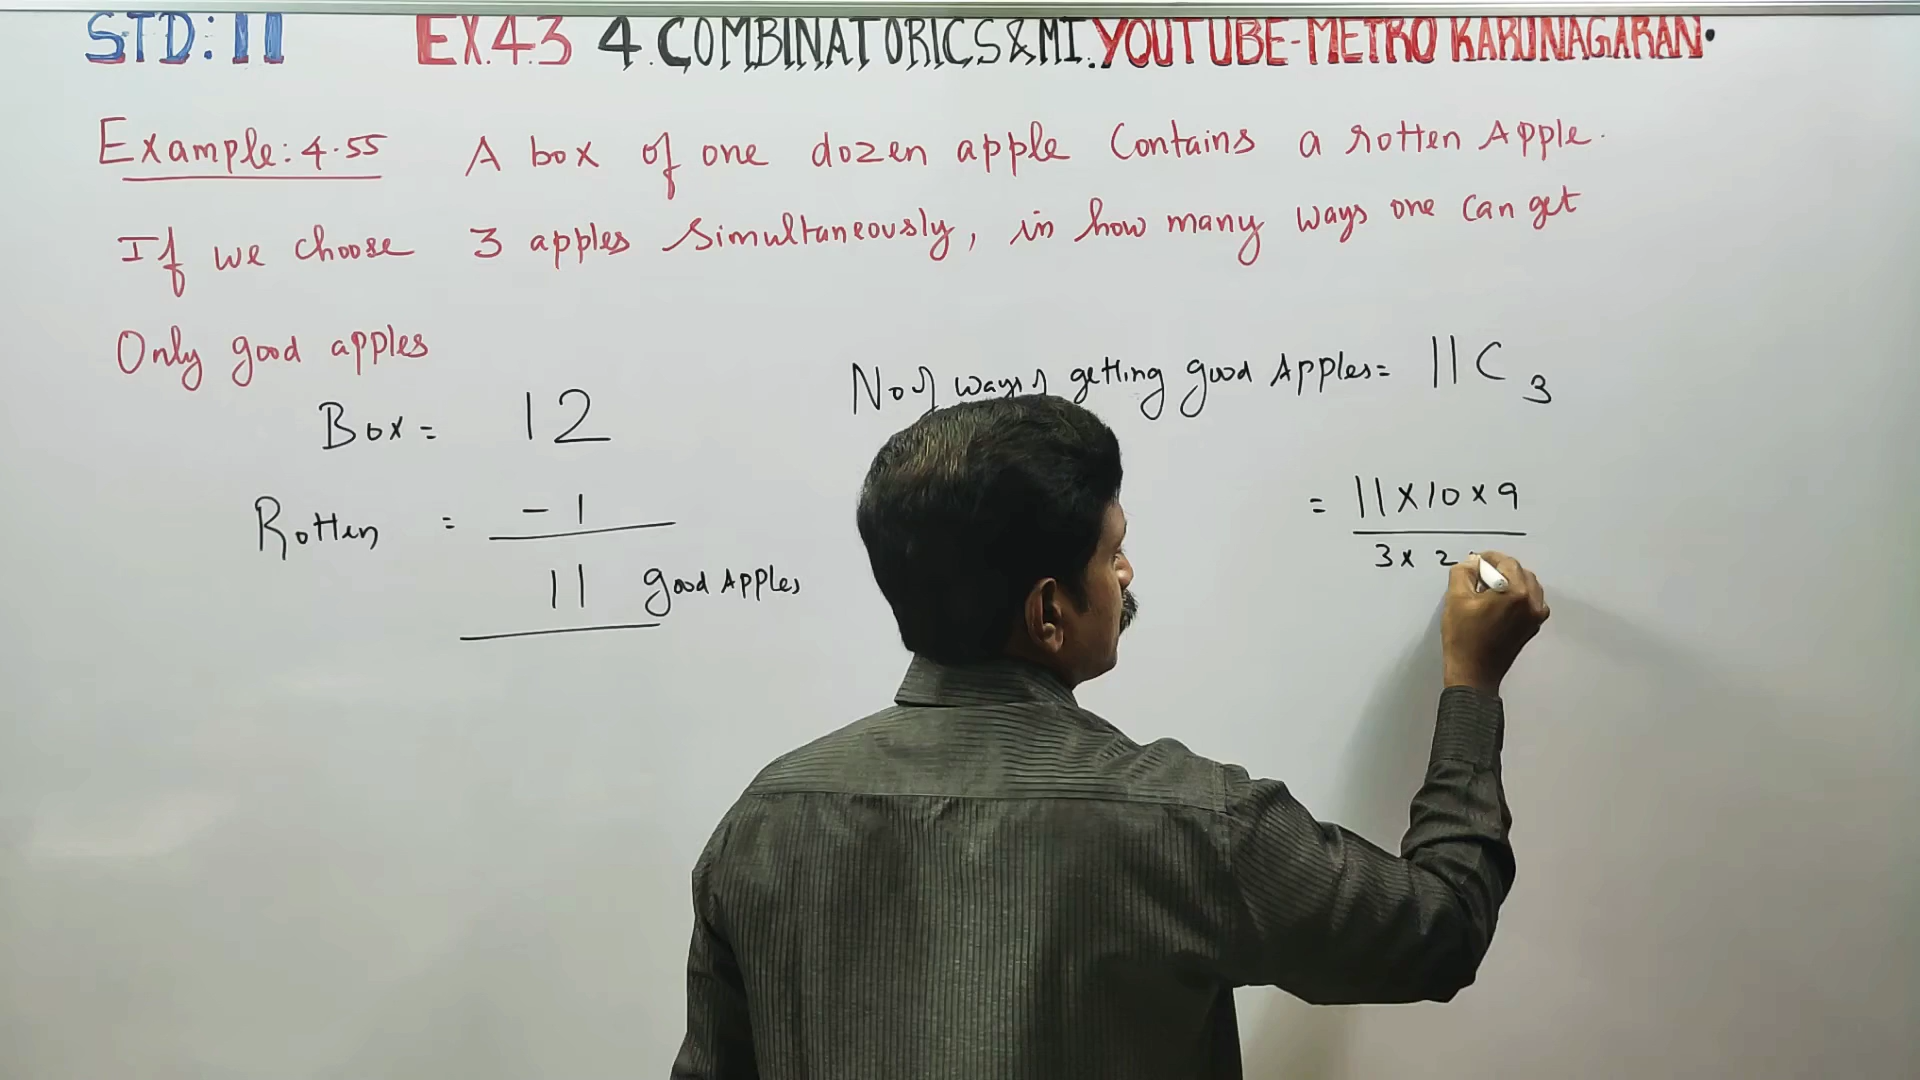 STD: 11 EX.4.3 4. COMBINATORICS & MI. YOUTUBE-METRO KARUNAGARAN.
Example: 4.55 A box of one dozen apple Contains a rotten Apple.
If we choose 3 apples Simultaneously, in how many ways one can get
Only good apples
Box = 12
Rotten = - 1
11 good Apples
No of ways of getting good Apples = 11C3
= 11 × 10 × 9
3 × 2